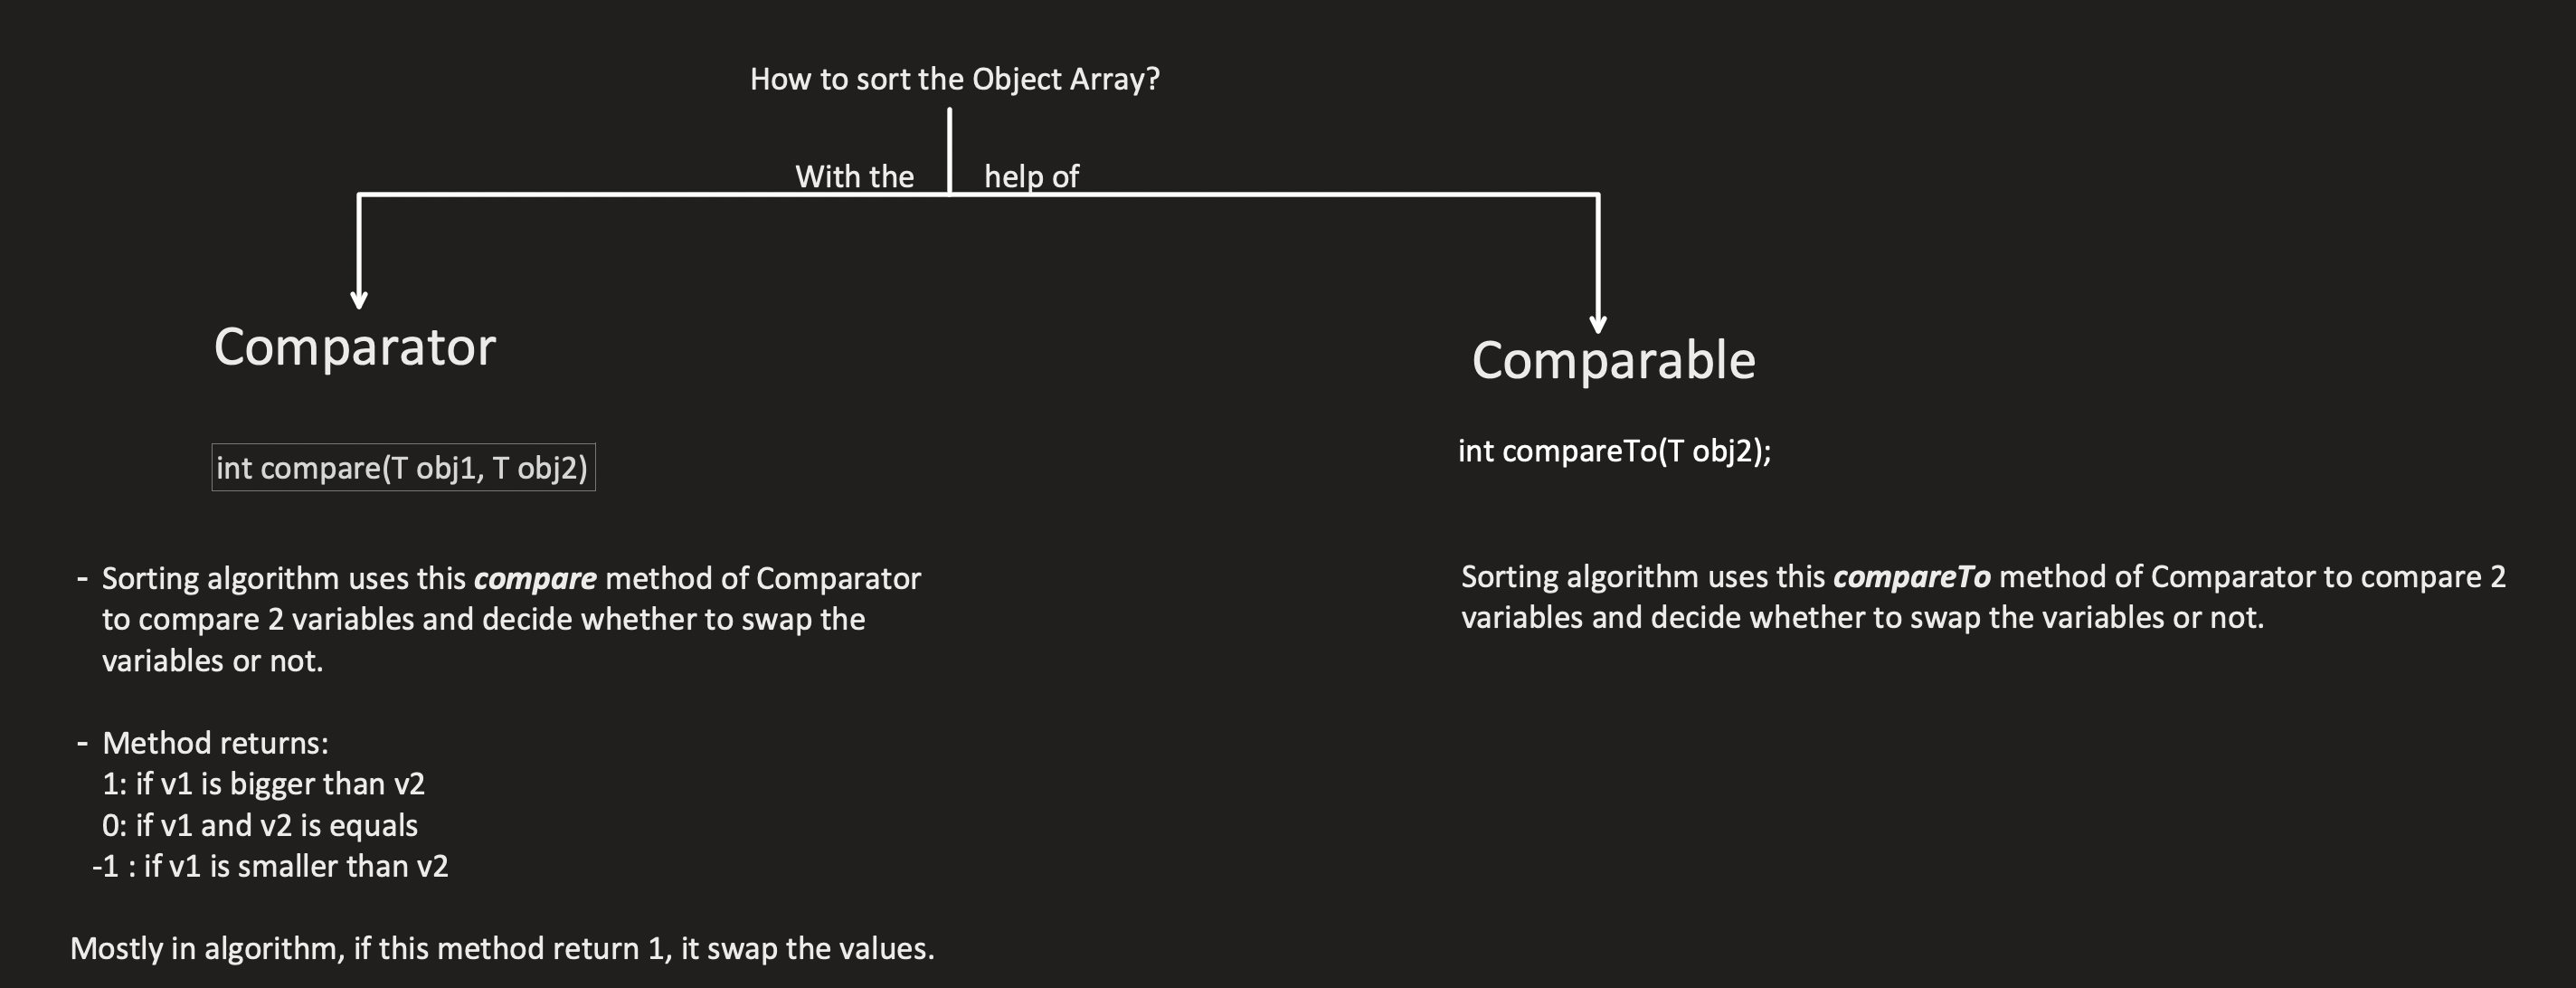 How to sort the Object Array?
With the help of
Comparator
int compare(T obj1, T obj2)
- Sorting algorithm uses this compare method of Comparator
to compare 2 variables and decide whether to swap the
variables or not.
- Method returns:
1: if v1 is bigger than v2
0: if v1 and v2 is equals
-1 : if v1 is smaller than v2
Mostly in algorithm, if this method return 1, it swap the values.
Comparable
int compareTo(T obj2);
Sorting algorithm uses this compareTo method of Comparator to compare 2
variables and decide whether to swap the variables or not.